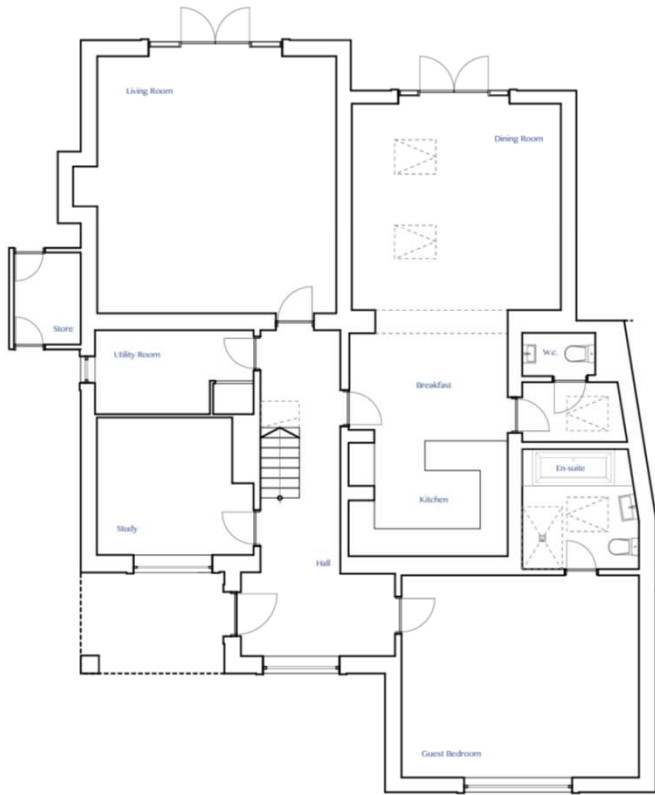 Living Room
Dining Room
Store
Utility Room
W.c.
Breakfast
En-suite
Kitchen
Study
Hall
Guest Bedroom